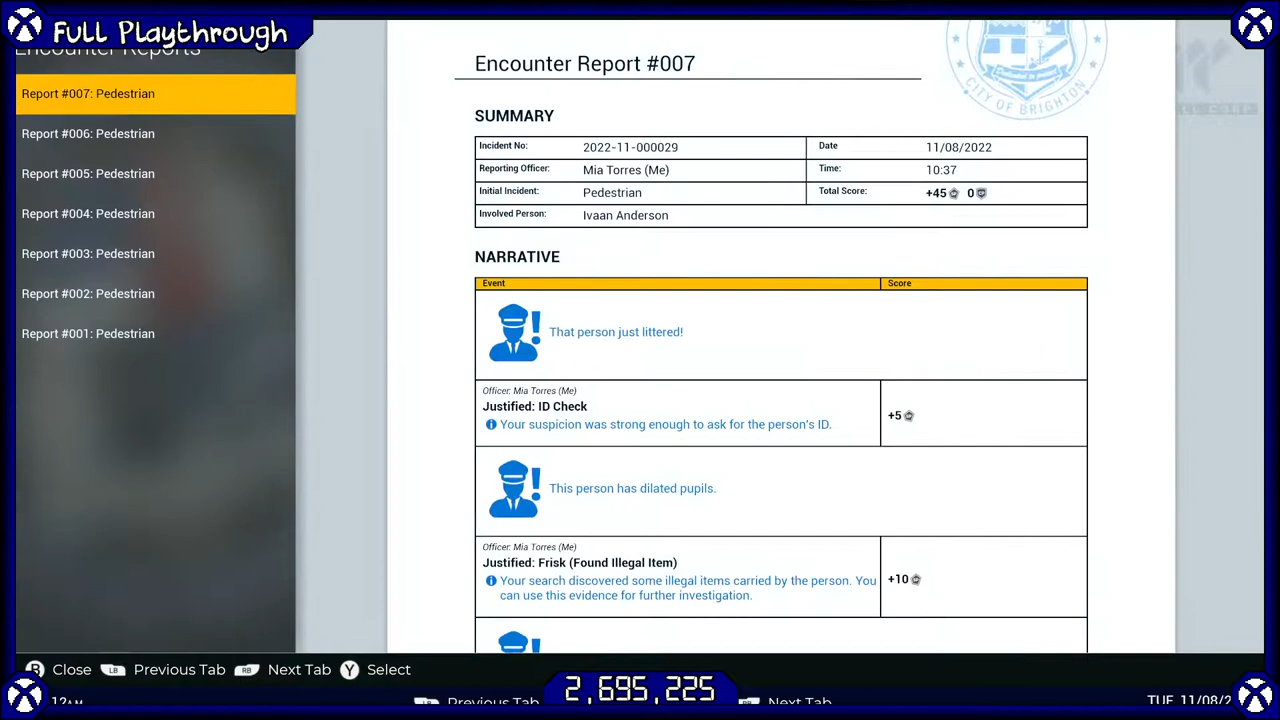 Full Playthrough
Encounter Reports
Report #007: Pedestrian
Report #006: Pedestrian
Report #005: Pedestrian
Report #004: Pedestrian
Report #003: Pedestrian
Report #002: Pedestrian
Report #001: Pedestrian
Encounter Report #007
CITY OF BRIGHTON
SUMMARY
Incident No: 2022-11-000029 Date 11/08/2022
Reporting Officer: Mia Torres (Me) Time: 10:37
Initial Incident: Pedestrian Total Score: +45 0
Involved Person: Ivaan Anderson
NARRATIVE
Event Score
That person just littered!
Officer: Mia Torres (Me)
Justified: ID Check
Your suspicion was strong enough to ask for the person's ID.
+5
This person has dilated pupils.
Officer: Mia Torres (Me)
Justified: Frisk (Found Illegal Item)
Your search discovered some illegal items carried by the person. You
can use this evidence for further investigation.
+10
B Close LB Previous Tab RB Next Tab Y Select
12AM Previous Tab 2,695,225 Next Tab TUE 11/08/2